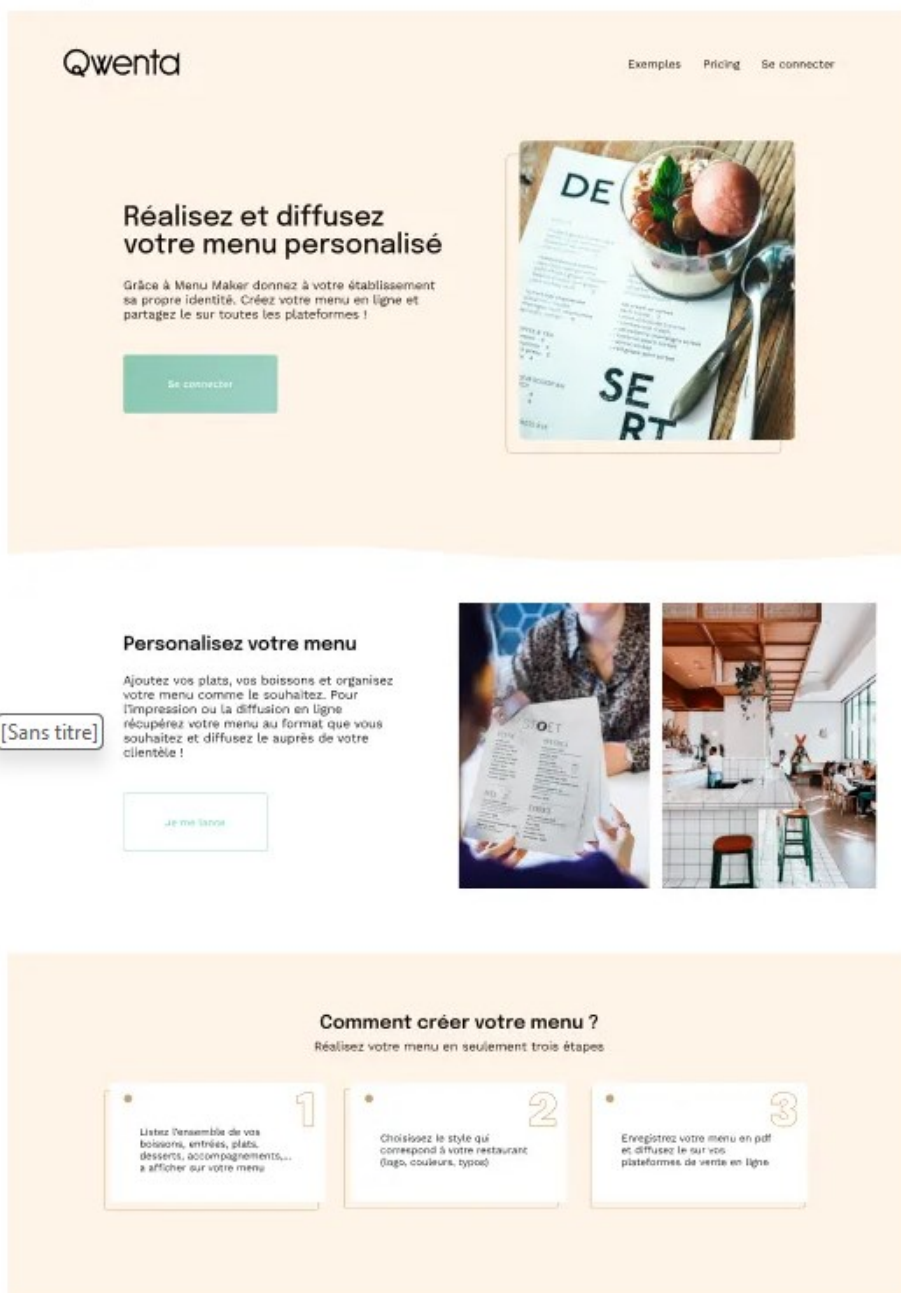 Qwenta
Exemples Pricing Se connecter
Réalisez et diffusez
votre menu personalisé
Grâce à Menu Maker donnez à votre établissement
sa propre identité. Créez votre menu en ligne et
partagez le sur toutes les plateformes !
Se connecter
DE
SE
RT
Personalisez votre menu
Ajoutez vos plats, vos boissons et organisez
votre menu comme le souhaitez. Pour
l'impression ou la diffusion en ligne
récupérez votre menu au format que vous
souhaitez et diffusez le auprès de votre
clientèle !
[Sans titre]
Je me lance
STOET
Comment créer votre menu ?
Réalisez votre menu en seulement trois étapes
1
Listez l'ensemble de vos
boissons, entrées, plats,
desserts, accompagnements,...
a afficher sur votre menu
2
Choisissez le style qui
correspond à votre restaurant
(logo, couleurs, typos)
3
Enregistrez votre menu en pdf
et diffusez le sur vos
plateformes de vente en ligne